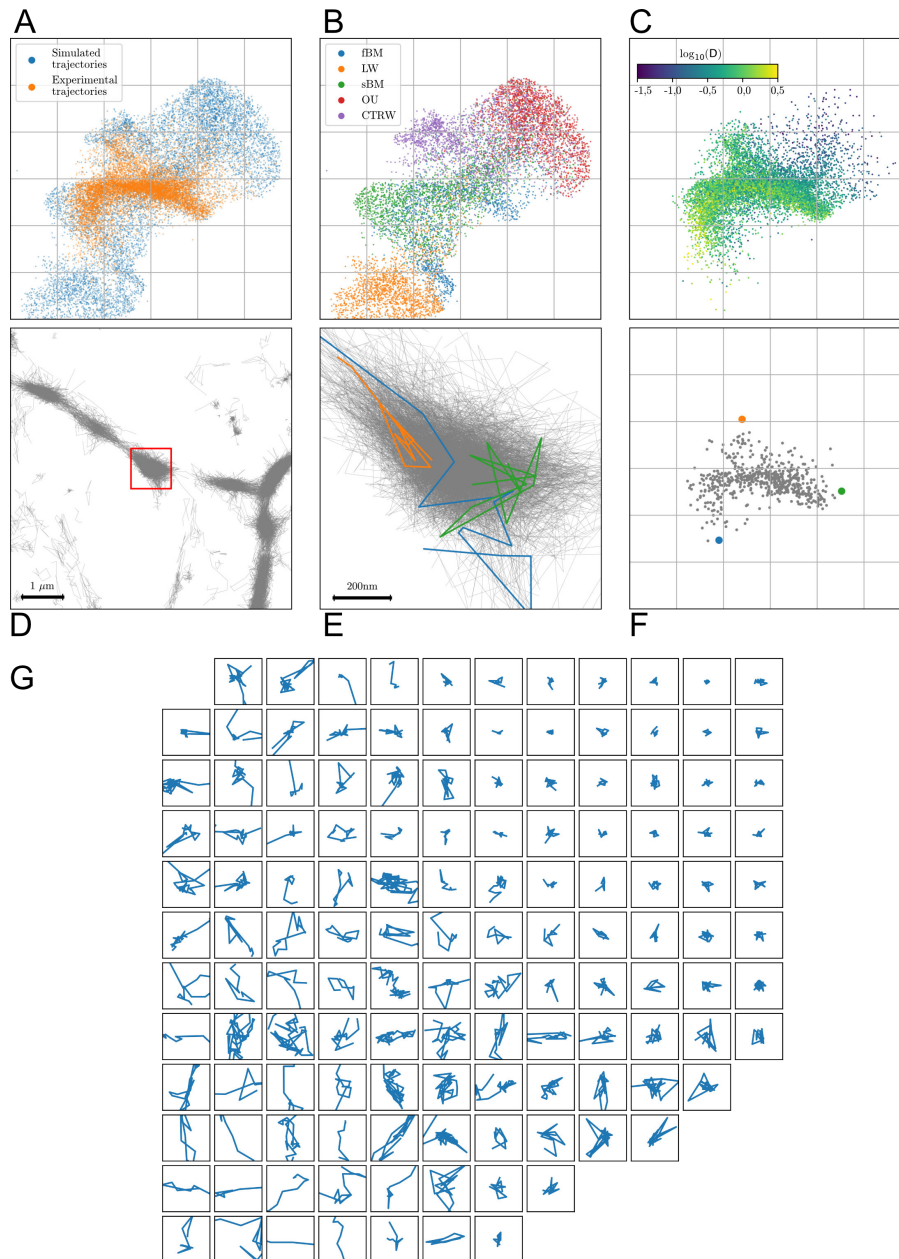 A
B
C
Simulated
trajectories
Experimental
trajectories
fBM
LW
sBM
OU
CTRW
log₁₀(D)
-1,5 -1,0 -0,5 0,0 0,5
1 μm
200nm
D
E
F
G